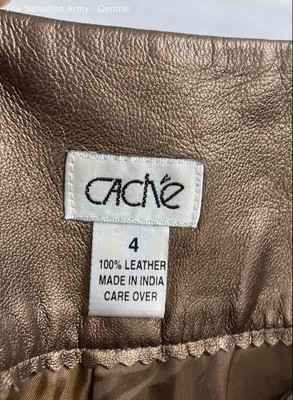 The Salvation Army - Central
CAChé
4
100% LEATHER
MADE IN INDIA
CARE OVER